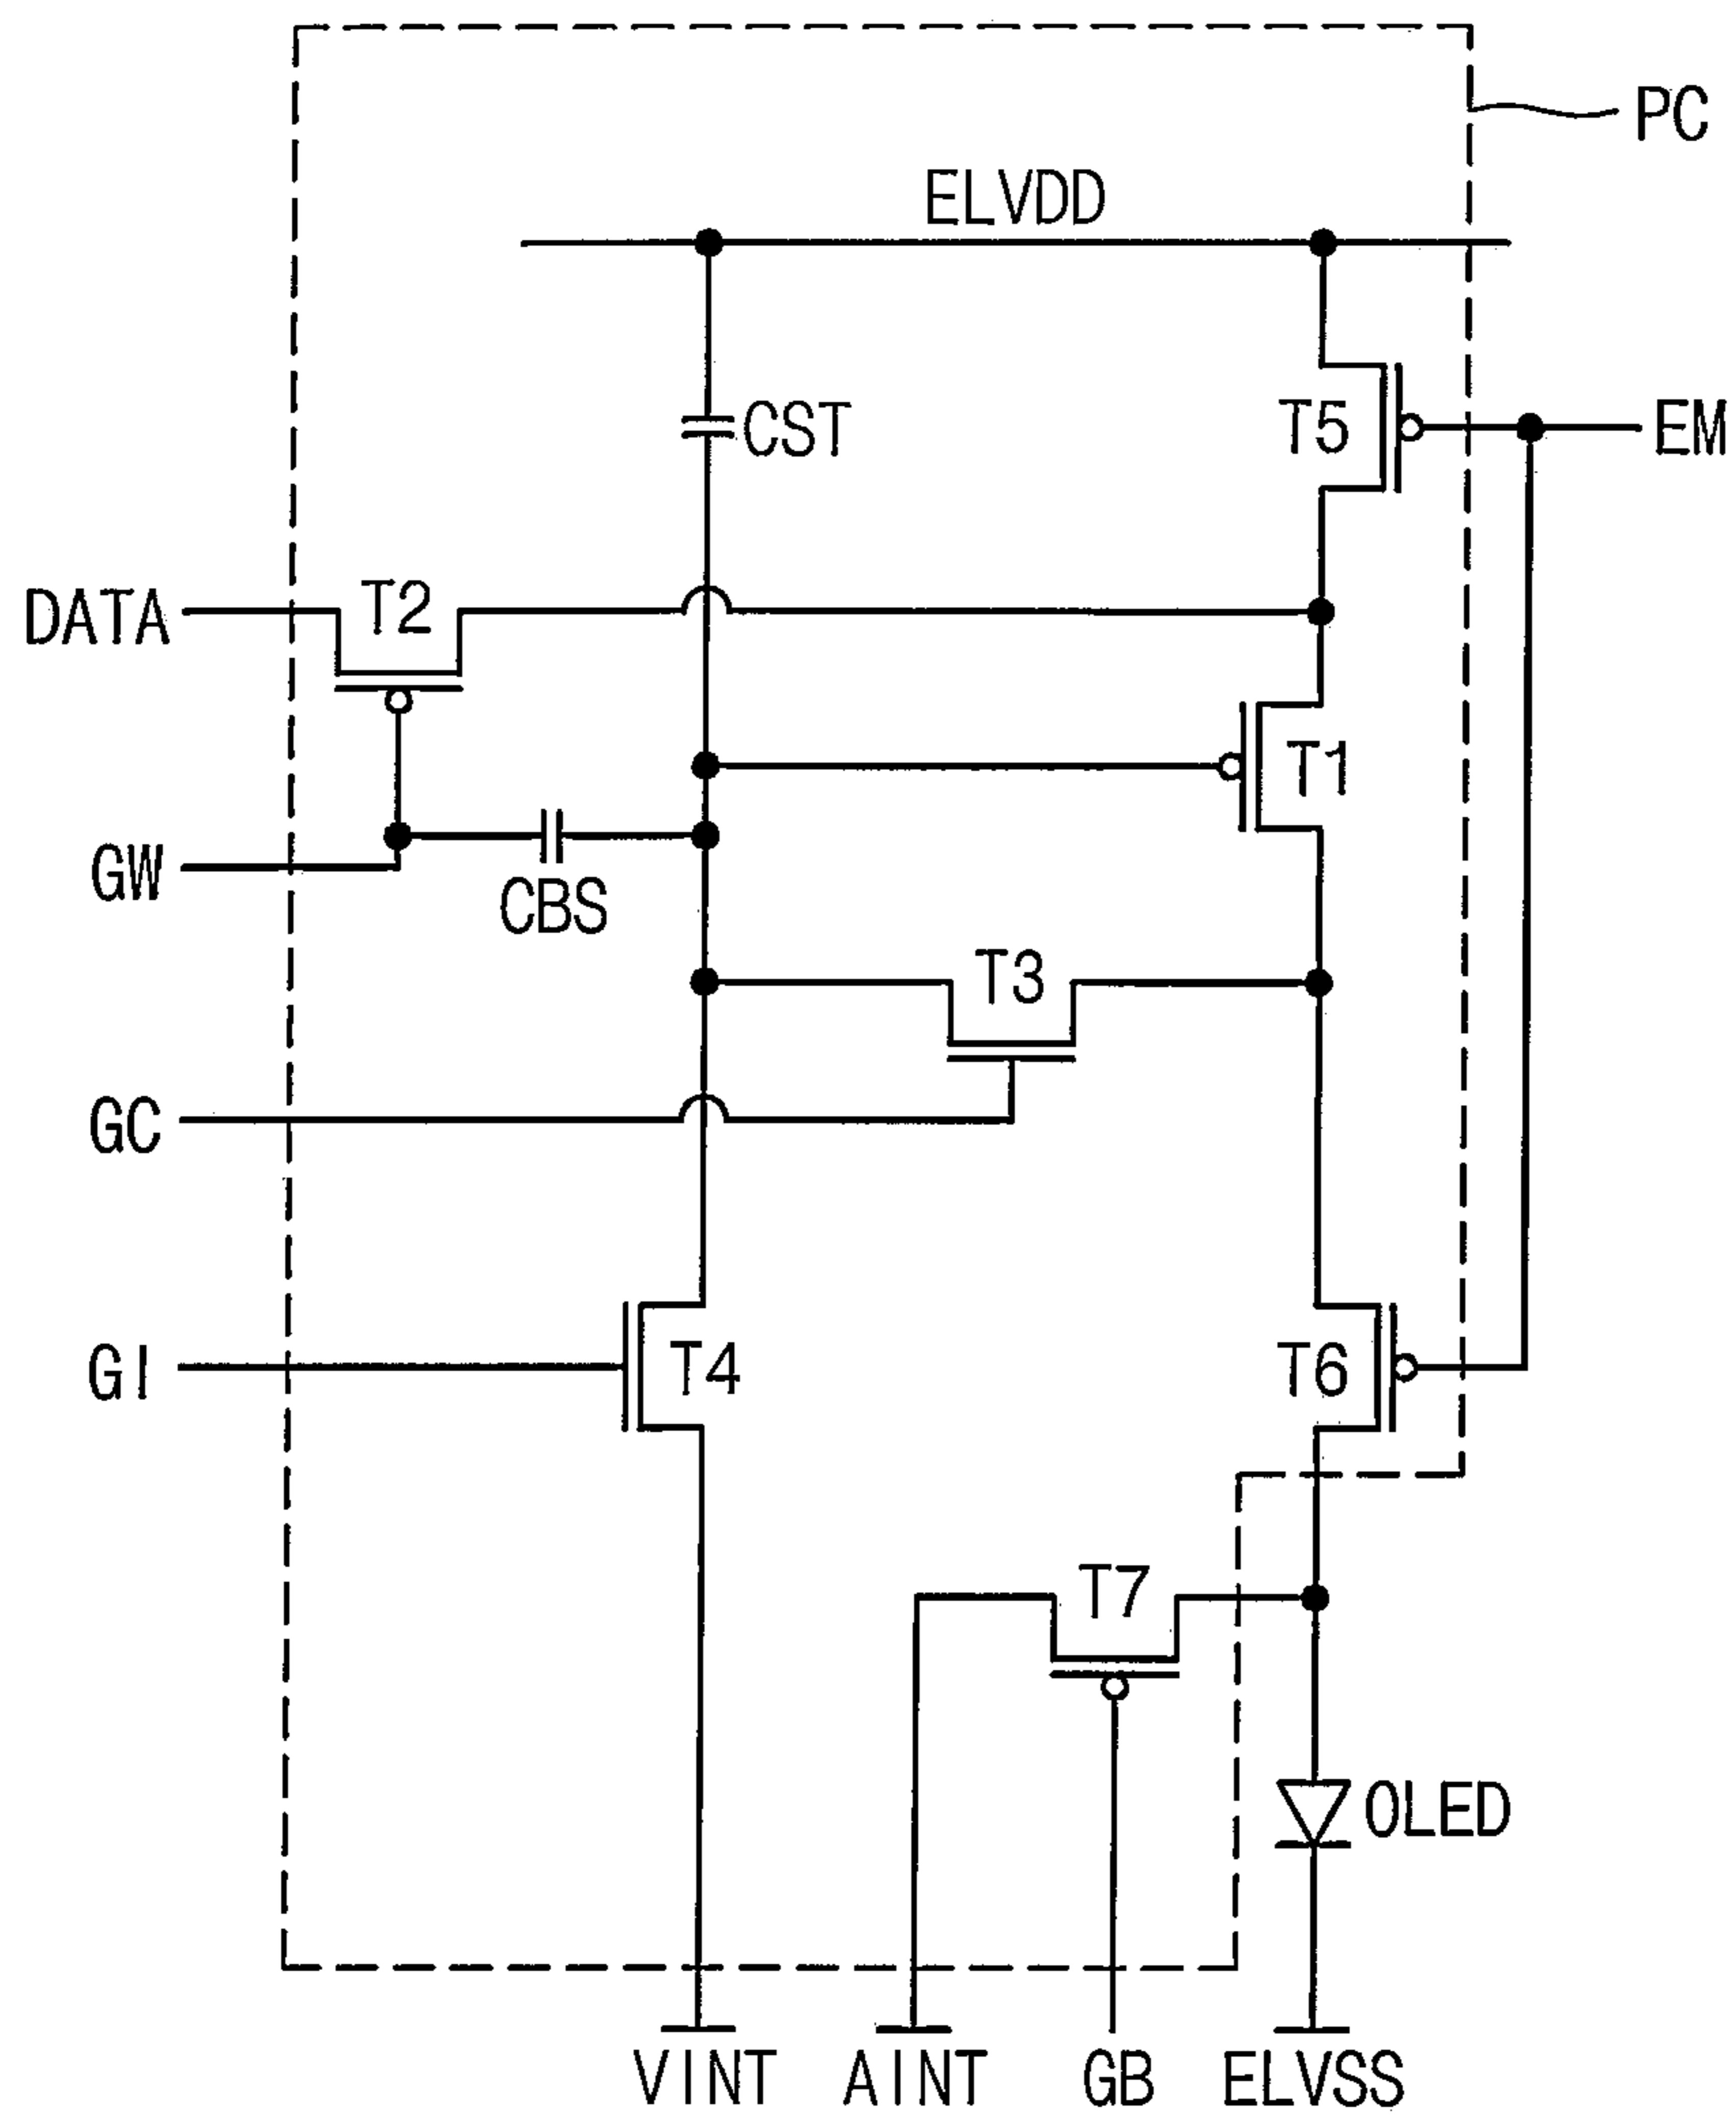 PC
ELVDD
CST
T5
EM
DATA
T2
T1
GW
CBS
T3
GC
GI
T4
T6
T7
OLED
VINT
AINT
GB
ELVSS